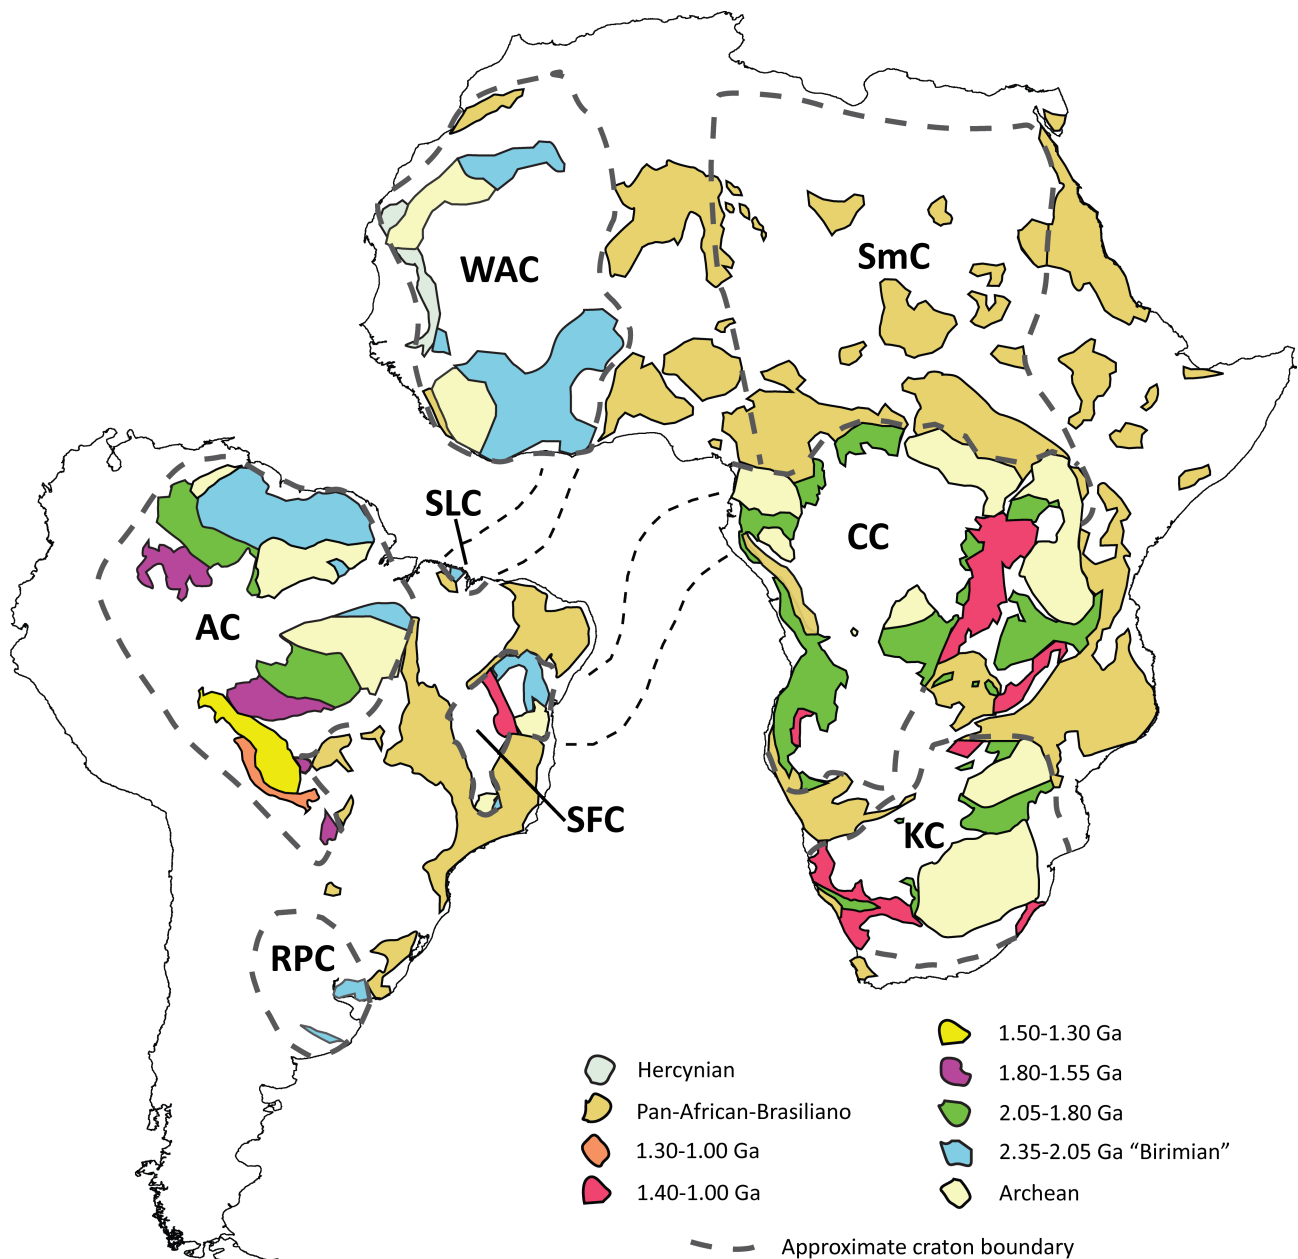 WAC
SmC
SLC
CC
AC
SFC
KC
RPC
Hercynian
Pan-African-Brasiliano
1.30-1.00 Ga
1.40-1.00 Ga
1.50-1.30 Ga
1.80-1.55 Ga
2.05-1.80 Ga
2.35-2.05 Ga “Birimian”
Archean
Approximate craton boundary